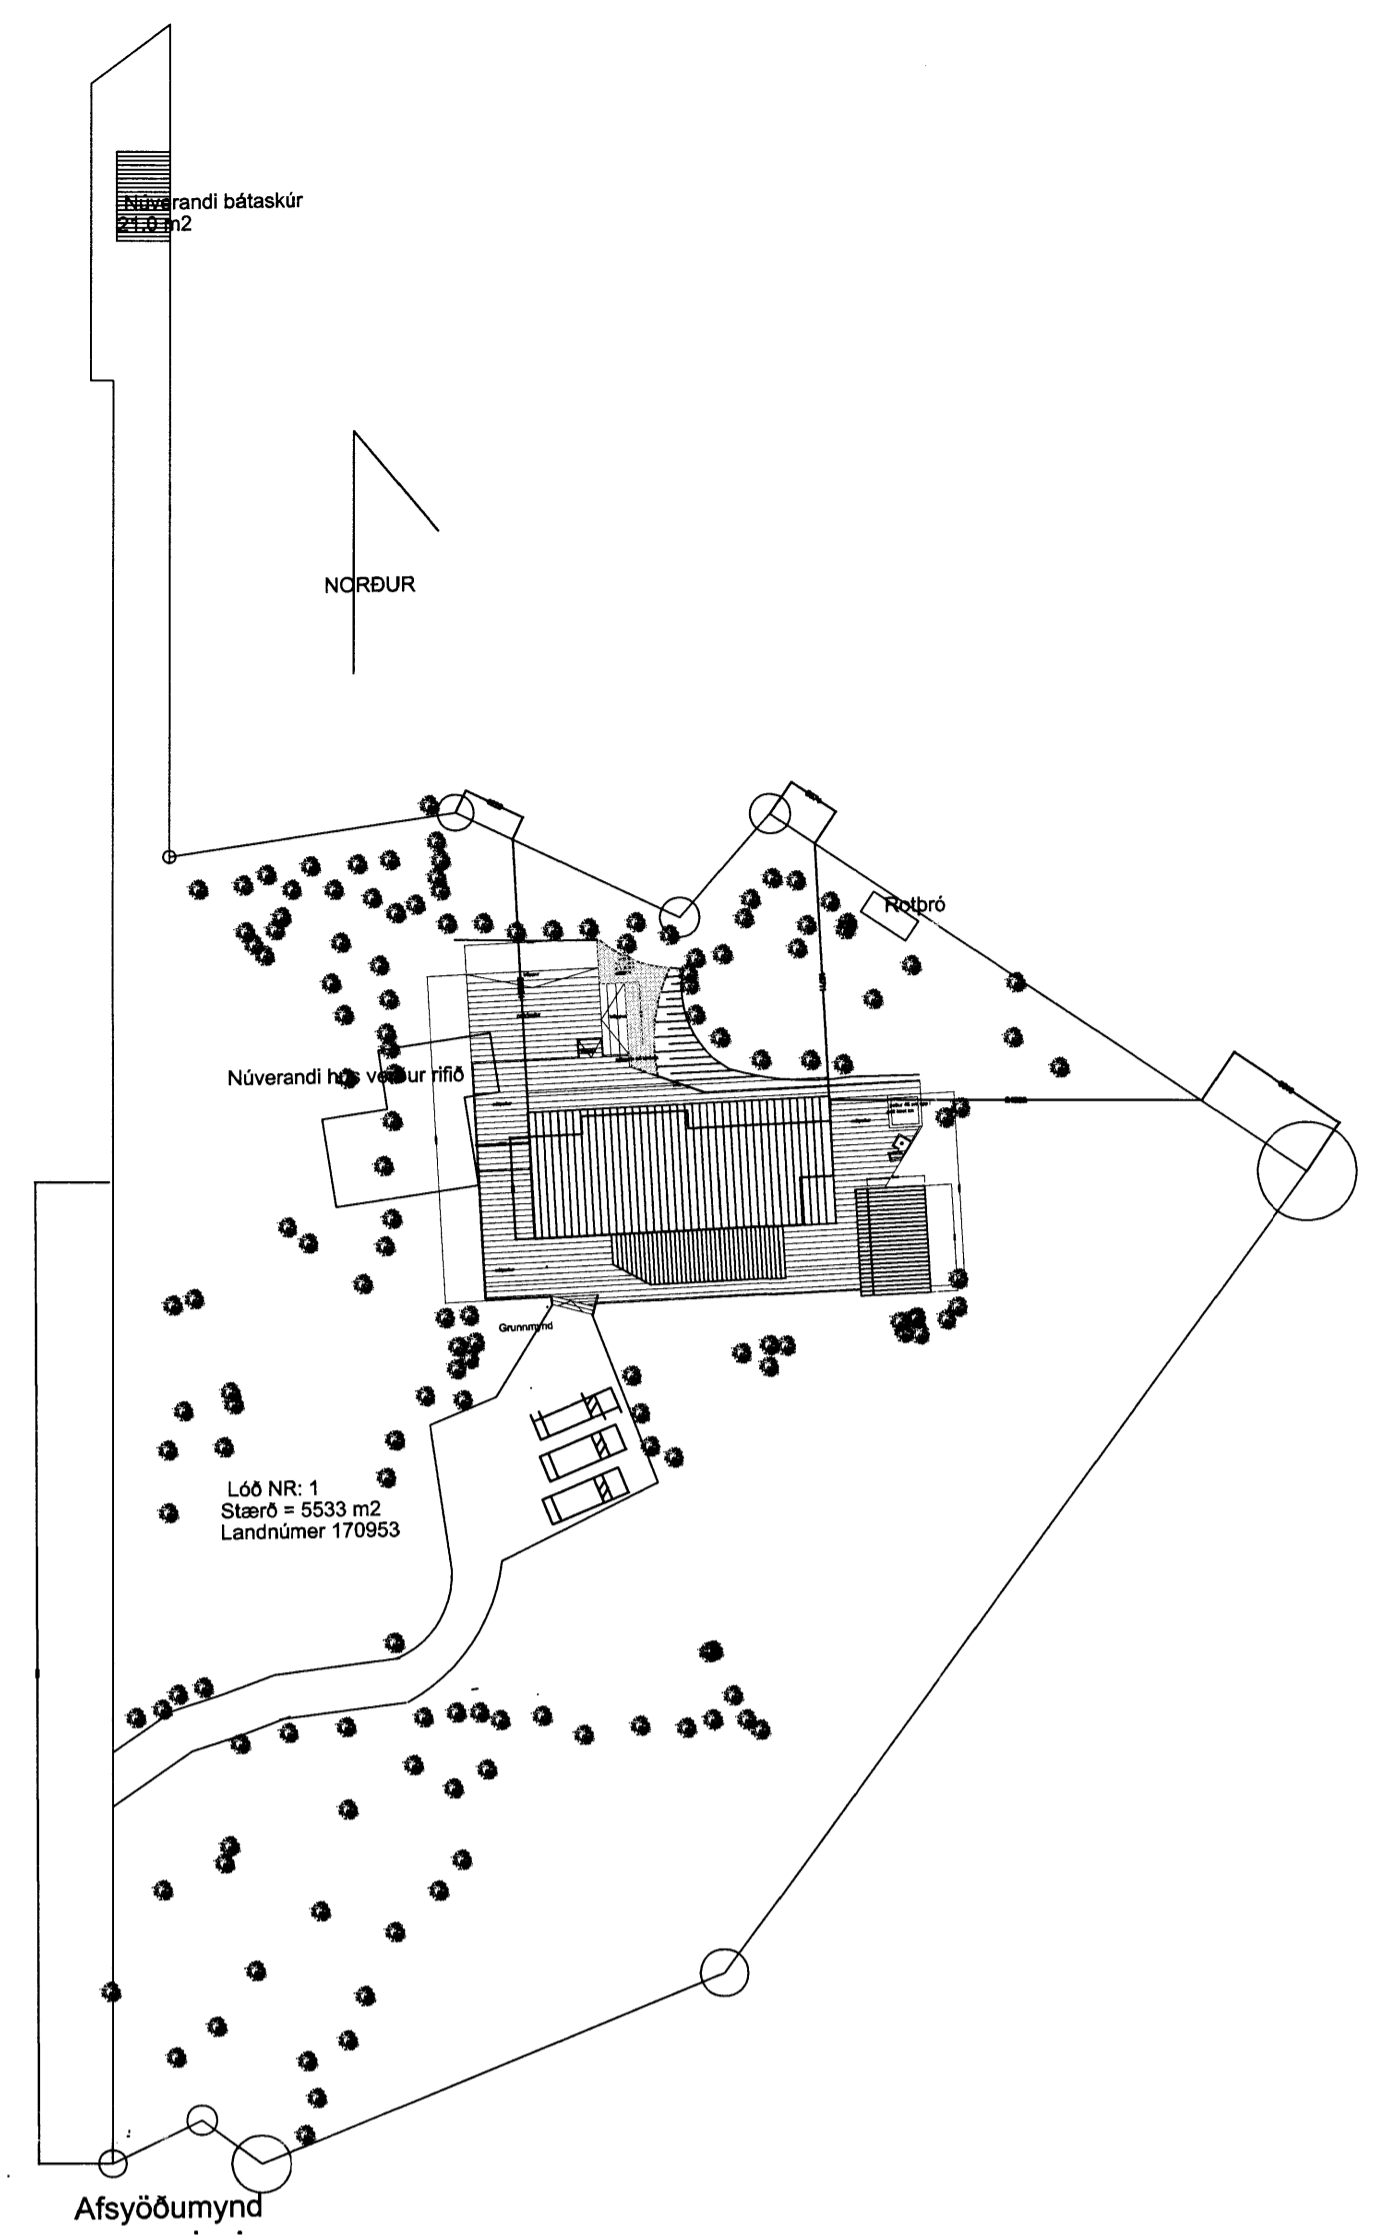 Núverandi bátaskúr
21,0 m2
NORÐUR
Rotþró
Núverandi hús verður rifið
Grunnmynd
Lóð NR: 1
Stærð = 5533 m2
Landnúmer 170953
Afsyöðumynd